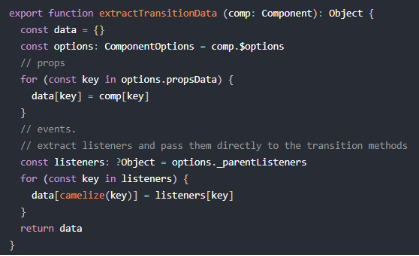 export function extractTransitionData (comp: Component): Object {
  const data = {}
  const options: ComponentOptions = comp.$options
  // props
  for (const key in options.propsData) {
    data[key] = comp[key]
  }
  // events.
  // extract listeners and pass them directly to the transition methods
  const listeners: ?Object = options._parentListeners
  for (const key in listeners) {
    data[camelize(key)] = listeners[key]
  }
  return data
}